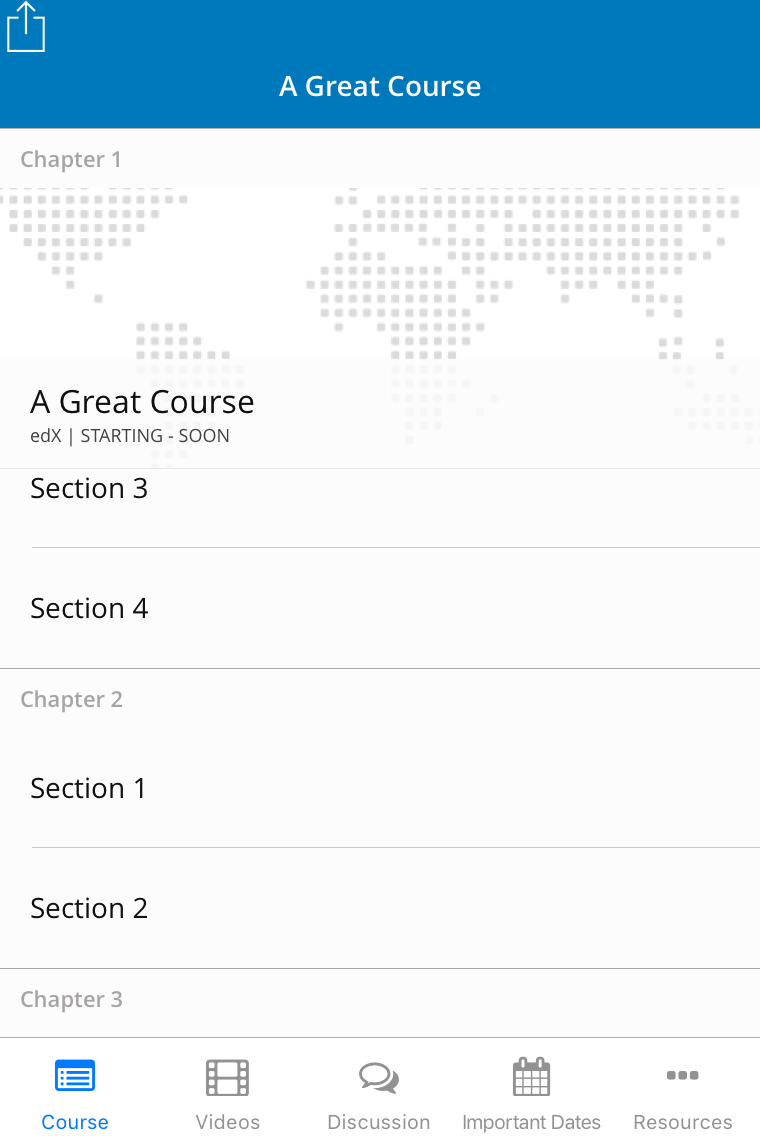 A Great Course
Chapter 1
A Great Course
edX | STARTING - SOON
Section 3
Section 4
Chapter 2
Section 1
Section 2
Chapter 3
Course
Videos
Discussion
Important Dates
Resources